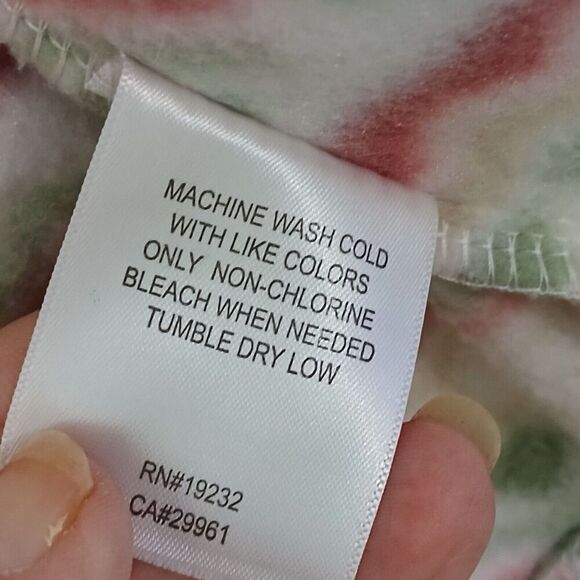 MACHINE WASH COLD
WITH LIKE COLORS
ONLY NON-CHLORINE
BLEACH WHEN NEEDED
TUMBLE DRY LOW
RN#19232
CA#29961